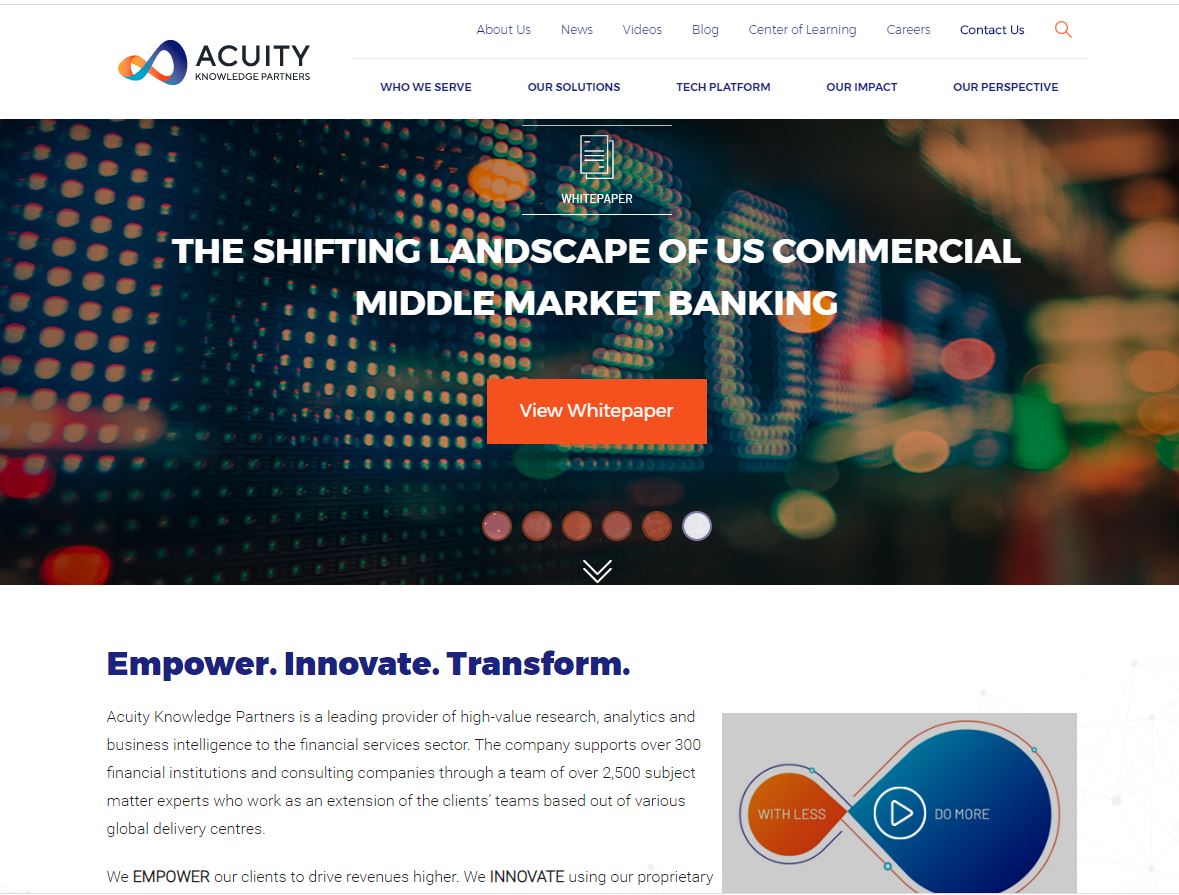 About Us News Videos Blog Center of Learning Careers Contact Us
ACUITY
KNOWLEDGE PARTNERS
WHO WE SERVE OUR SOLUTIONS TECH PLATFORM OUR IMPACT OUR PERSPECTIVE
WHITEPAPER
THE SHIFTING LANDSCAPE OF US COMMERCIAL
MIDDLE MARKET BANKING
View Whitepaper
Empower. Innovate. Transform.
Acuity Knowledge Partners is a leading provider of high-value research, analytics and
business intelligence to the financial services sector. The company supports over 300
financial institutions and consulting companies through a team of over 2,500 subject
matter experts who work as an extension of the clients’ teams based out of various
global delivery centres.
We EMPOWER our clients to drive revenues higher. We INNOVATE using our proprietary
WITH LESS DO MORE